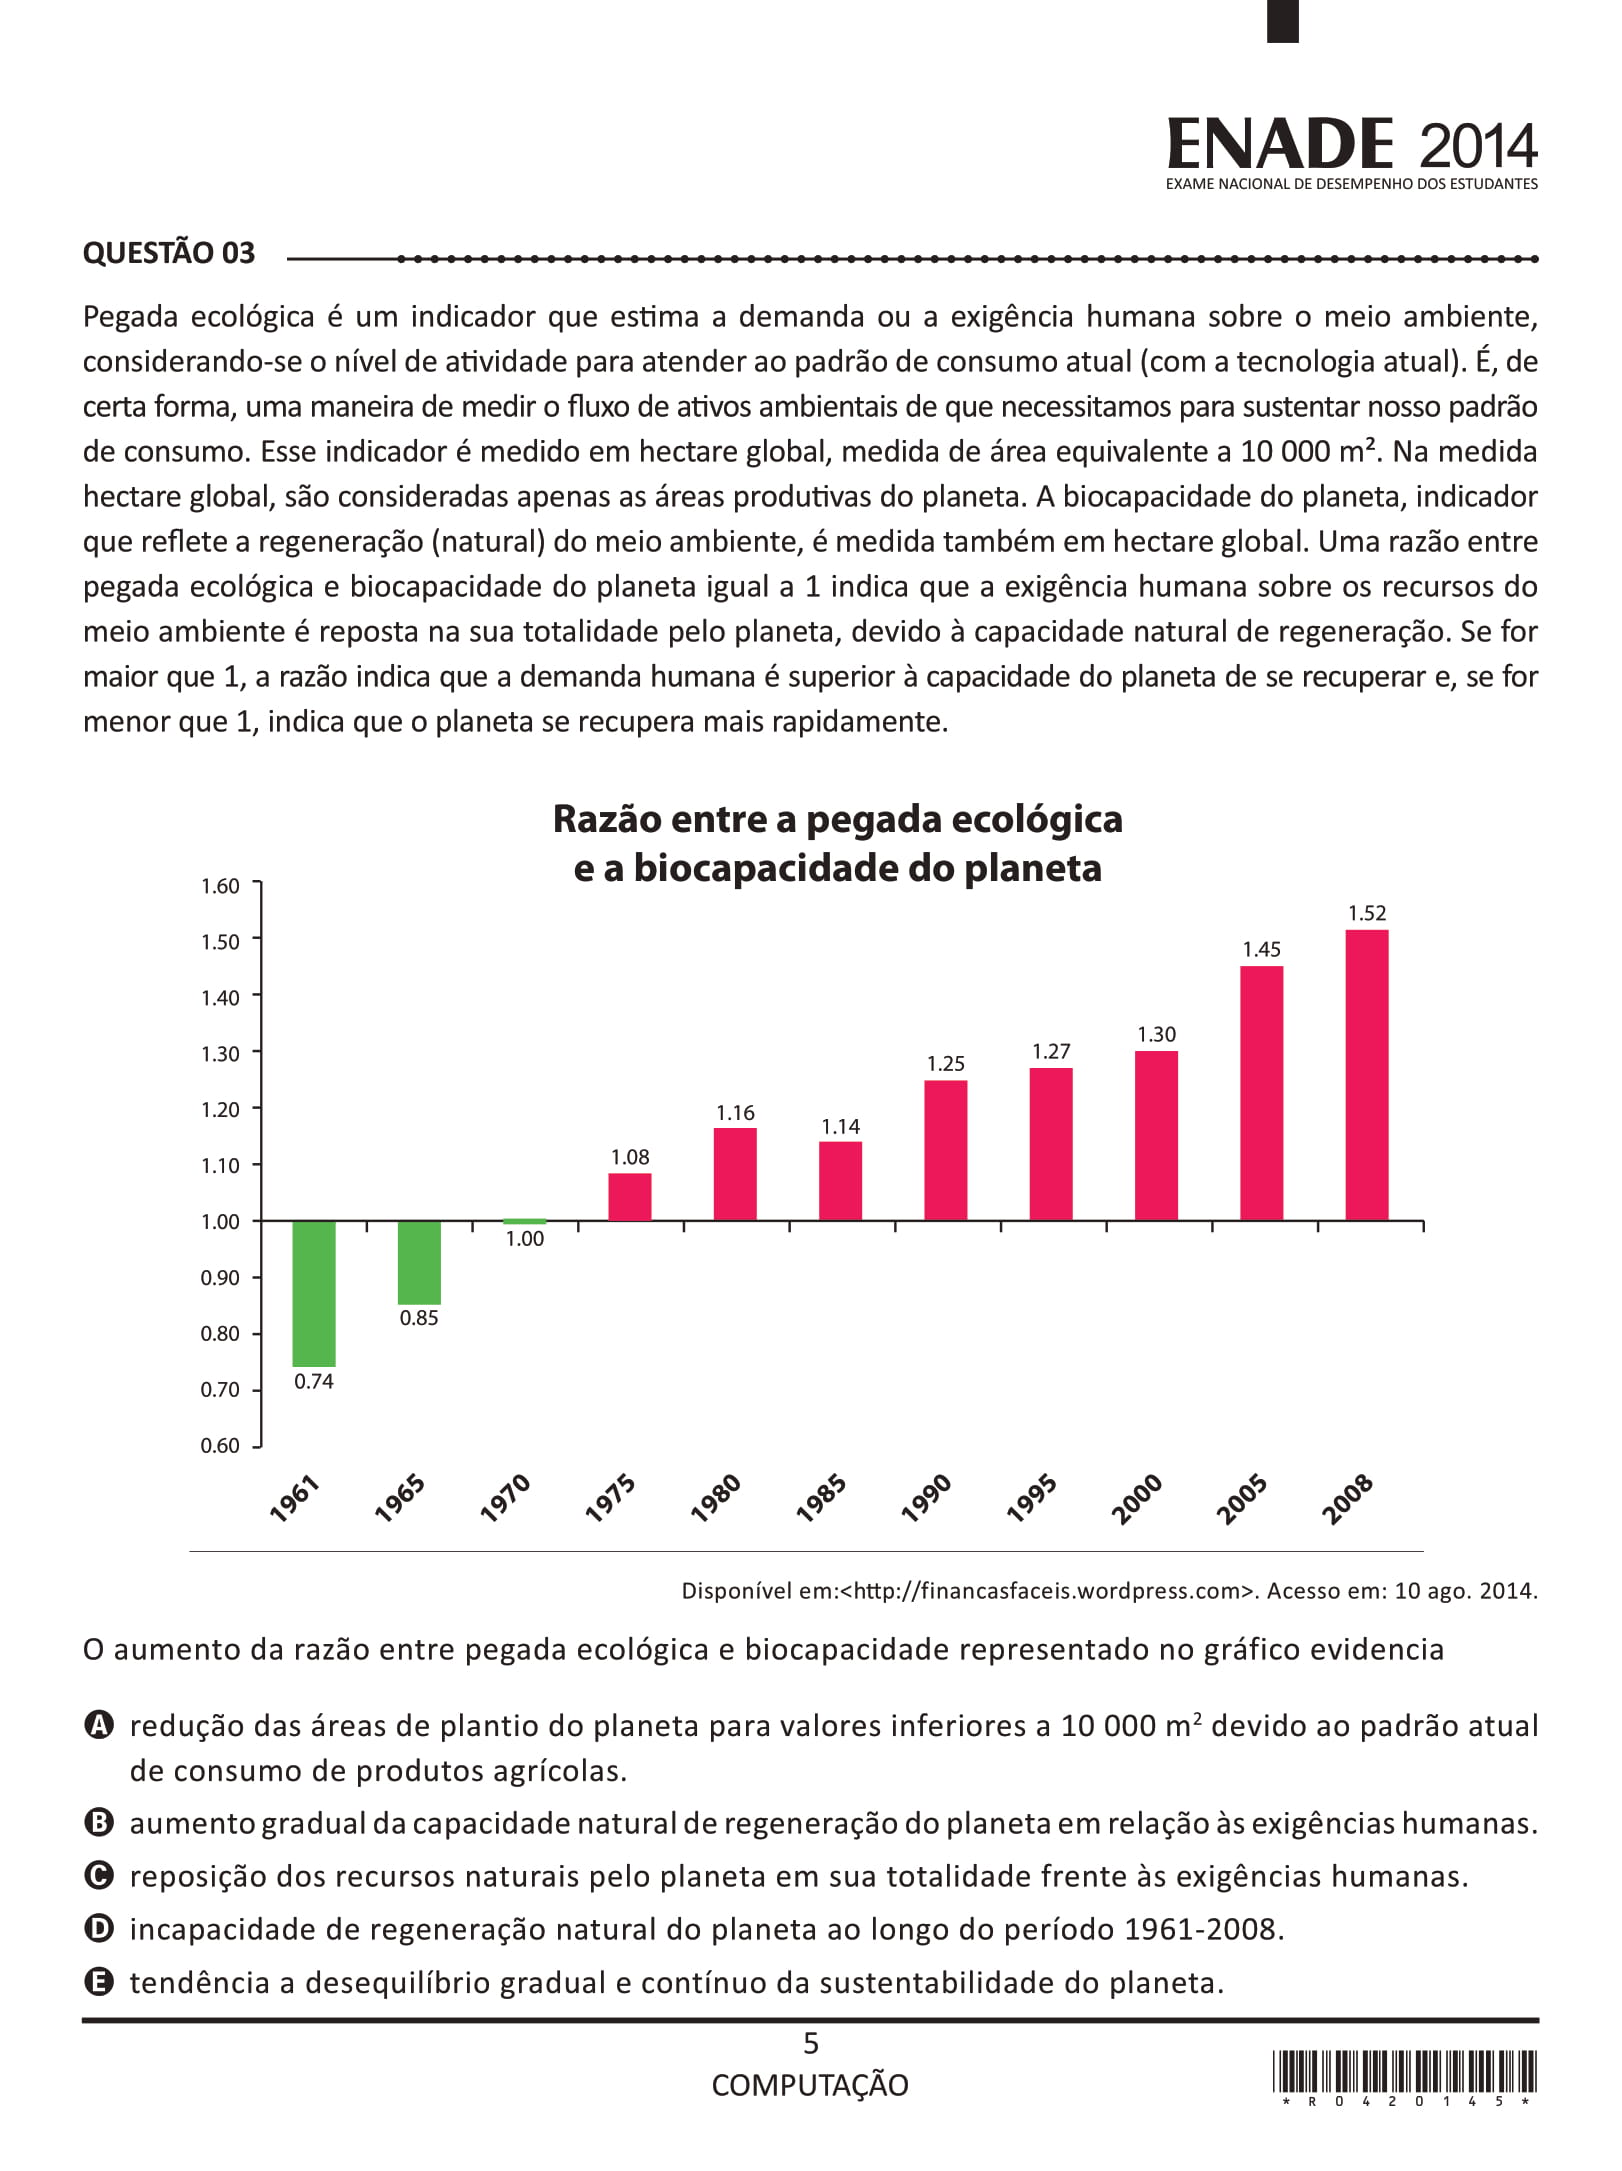 ENADE 2014
EXAME NACIONAL DE DESEMPENHO DOS ESTUDANTES
QUESTÃO 03
Pegada ecológica é um indicador que estima a demanda ou a exigência humana sobre o meio ambiente,
considerando-se o nível de atividade para atender ao padrão de consumo atual (com a tecnologia atual). É, de
certa forma, uma maneira de medir o fluxo de ativos ambientais de que necessitamos para sustentar nosso padrão
de consumo. Esse indicador é medido em hectare global, medida de área equivalente a 10 000 m². Na medida
hectare global, são consideradas apenas as áreas produtivas do planeta. A biocapacidade do planeta, indicador
que reflete a regeneração (natural) do meio ambiente, é medida também em hectare global. Uma razão entre
pegada ecológica e biocapacidade do planeta igual a 1 indica que a exigência humana sobre os recursos do
meio ambiente é reposta na sua totalidade pelo planeta, devido à capacidade natural de regeneração. Se for
maior que 1, a razão indica que a demanda humana é superior à capacidade do planeta de se recuperar e, se for
menor que 1, indica que o planeta se recupera mais rapidamente.
Razão entre a pegada ecológica
e a biocapacidade do planeta
1.60
1.50
1.40
1.30
1.20
1.10
1.00
0.90
0.80
0.70
0.60
0.74
0.85
1.00
1.08
1.16
1.14
1.25
1.27
1.30
1.45
1.52
1961
1965
1970
1975
1980
1985
1990
1995
2000
2005
2008
Disponível em:<http://financasfaceis.wordpress.com>. Acesso em: 10 ago. 2014.
O aumento da razão entre pegada ecológica e biocapacidade representado no gráfico evidencia
A redução das áreas de plantio do planeta para valores inferiores a 10 000 m² devido ao padrão atual
de consumo de produtos agrícolas.
B aumento gradual da capacidade natural de regeneração do planeta em relação às exigências humanas.
C reposição dos recursos naturais pelo planeta em sua totalidade frente às exigências humanas.
D incapacidade de regeneração natural do planeta ao longo do período 1961-2008.
E tendência a desequilíbrio gradual e contínuo da sustentabilidade do planeta.
5
COMPUTAÇÃO
* R 0 4 2 0 1 4 5 *